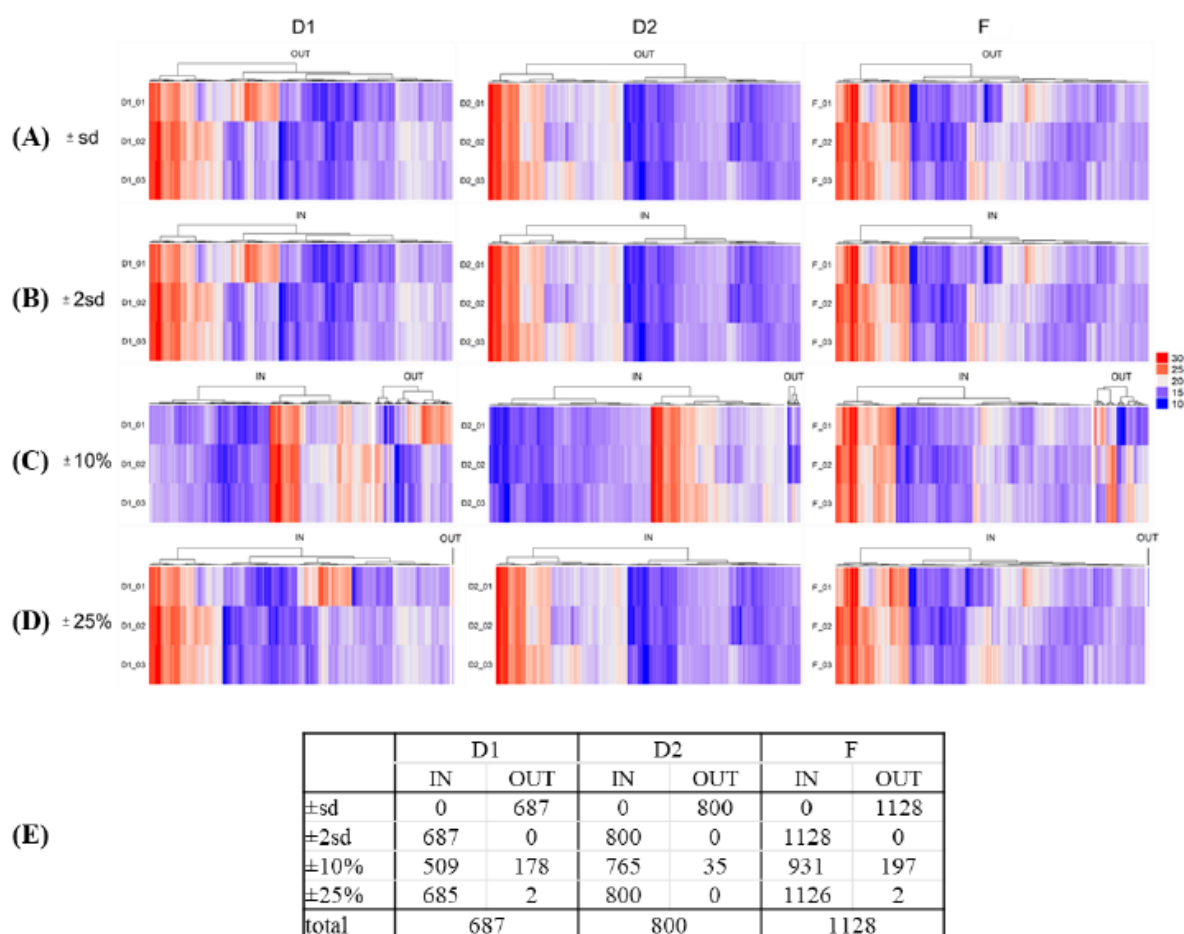 D1 D2 F
OUT OUT OUT
(A) ± sd
D1_01 D2_01 F_01
D1_02 D2_02 F_02
D1_03 D2_03 F_03
IN IN IN
(B) ± 2sd
D1_01 D2_01 F_01
D1_02 D2_02 F_02
D1_03 D2_03 F_03
30
25
20
15
10
IN OUT IN OUT IN OUT
(C) ± 10%
D1_01 D2_01 F_01
D1_02 D2_02 F_02
D1_03 D2_03 F_03
IN OUT IN IN OUT
(D) ± 25%
D1_01 D2_01 F_01
D1_02 D2_02 F_02
D1_03 D2_03 F_03
(E)
D1 D2 F
IN OUT IN OUT IN OUT
±sd 0 687 0 800 0 1128
±2sd 687 0 800 0 1128 0
±10% 509 178 765 35 931 197
±25% 685 2 800 0 1126 2
total 687 800 1128